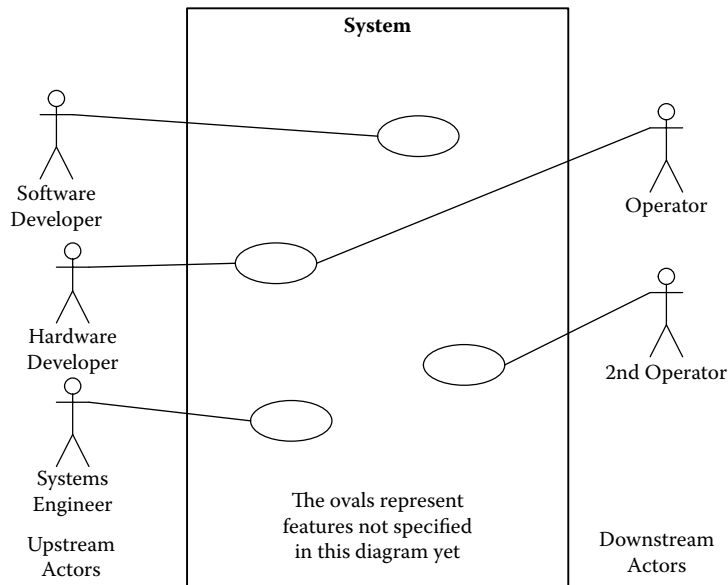 System
Software
Developer
Hardware
Developer
Systems
Engineer
Upstream
Actors
The ovals represent
features not specified
in this diagram yet
Operator
2nd Operator
Downstream
Actors